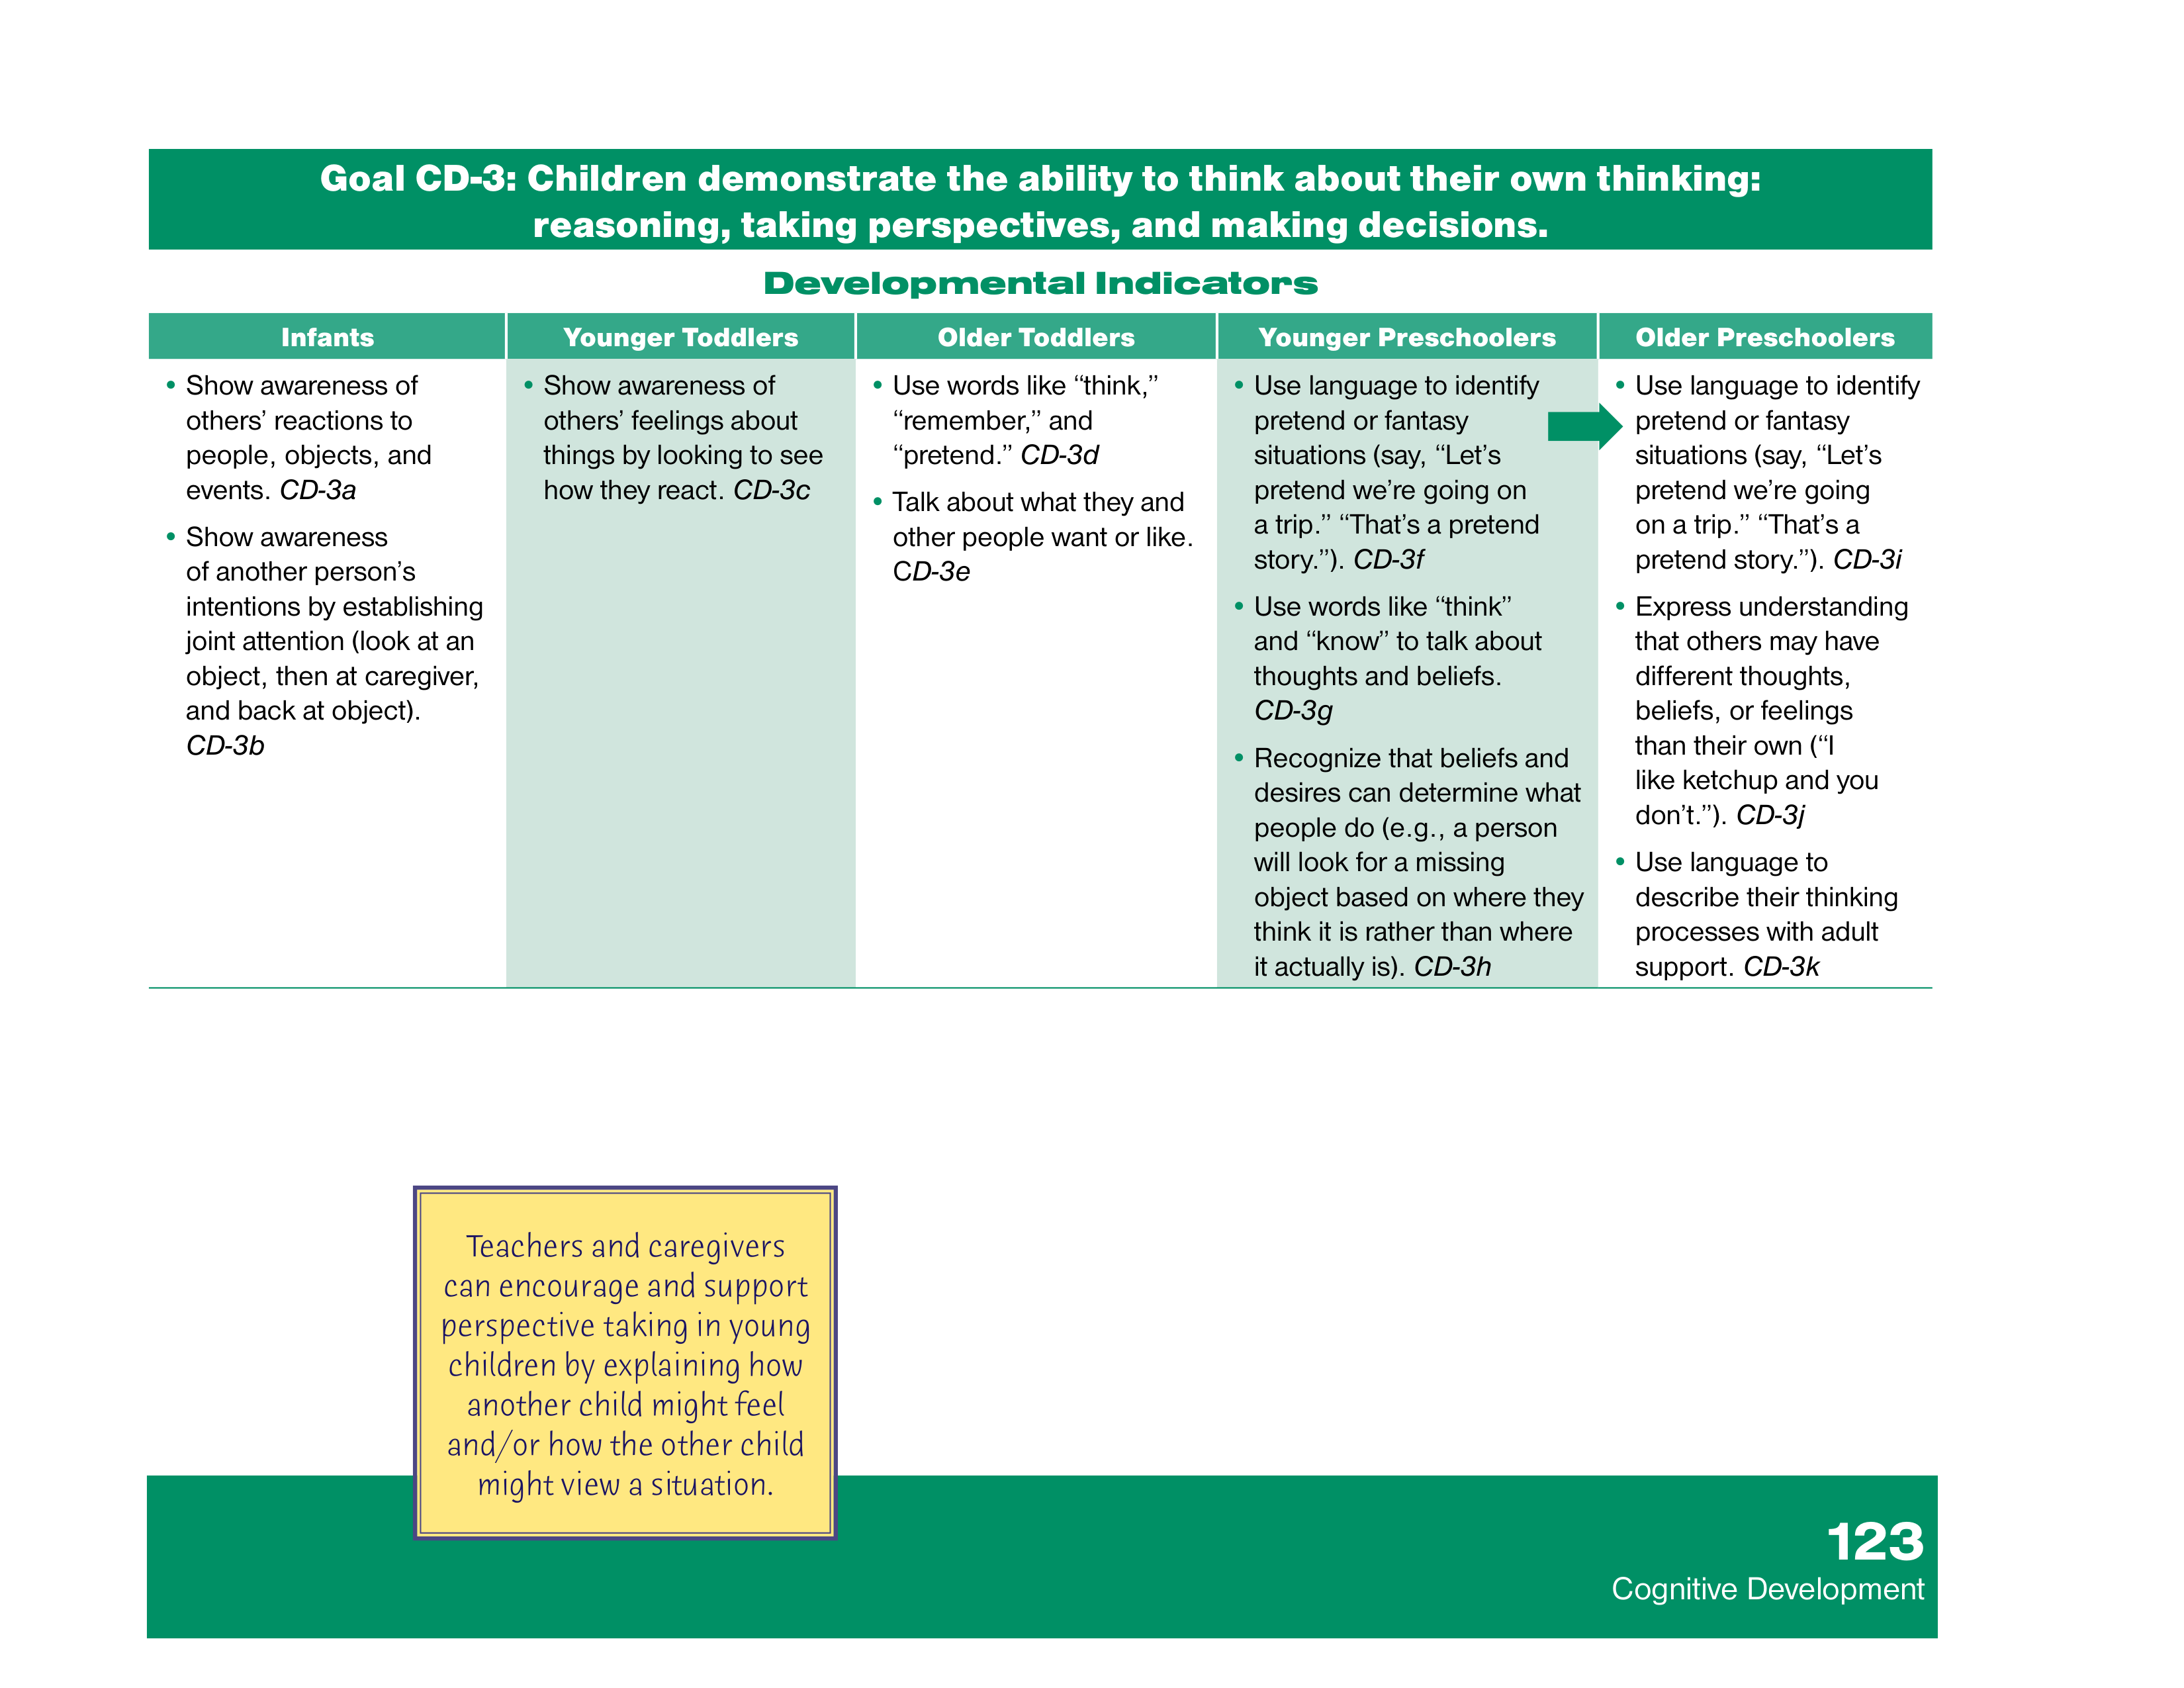 Goal CD-3: Children demonstrate the ability to think about their own thinking:
reasoning, taking perspectives, and making decisions.
Developmental Indicators
Infants
• Show awareness of
others’ reactions to
people, objects, and
events. CD-3a
• Show awareness
of another person’s
intentions by establishing
joint attention (look at an
object, then at caregiver,
and back at object).
CD-3b
Younger Toddlers
• Show awareness of
others’ feelings about
things by looking to see
how they react. CD-3c
Older Toddlers
• Use words like “think,”
“remember,” and
“pretend.” CD-3d
• Talk about what they and
other people want or like.
CD-3e
Younger Preschoolers
• Use language to identify
pretend or fantasy
situations (say, “Let’s
pretend we’re going on
a trip.” “That’s a pretend
story.”). CD-3f
• Use words like “think”
and “know” to talk about
thoughts and beliefs.
CD-3g
• Recognize that beliefs and
desires can determine what
people do (e.g., a person
will look for a missing
object based on where they
think it is rather than where
it actually is). CD-3h
Older Preschoolers
• Use language to identify
pretend or fantasy
situations (say, “Let’s
pretend we’re going
on a trip.” “That’s a
pretend story.”). CD-3i
• Express understanding
that others may have
different thoughts,
beliefs, or feelings
than their own (“I
like ketchup and you
don’t.”). CD-3j
• Use language to
describe their thinking
processes with adult
support. CD-3k
Teachers and caregivers
can encourage and support
perspective taking in young
children by explaining how
another child might feel
and/or how the other child
might view a situation.
123
Cognitive Development